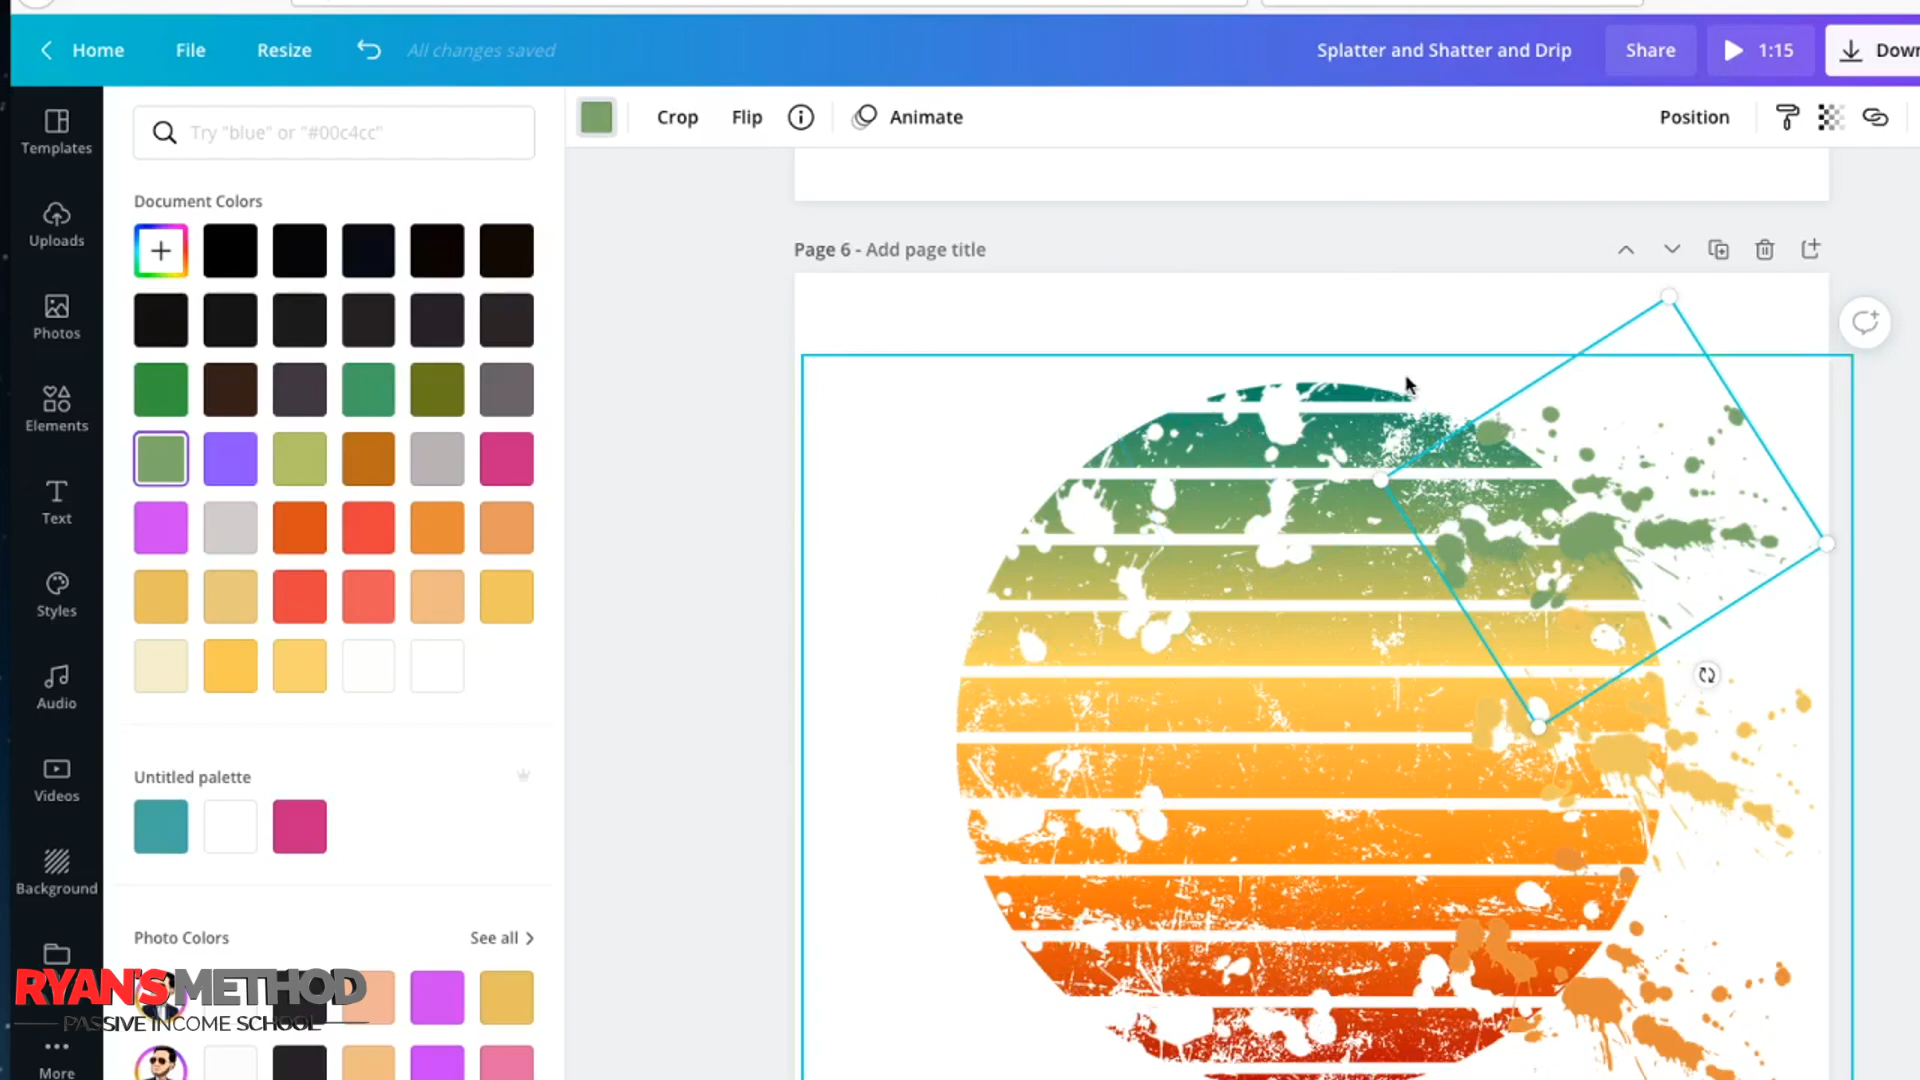 Home File Resize All changes saved Splatter and Shatter and Drip Share 1:15 Down
Try "blue" or "#00c4cc" Crop Flip Animate Position
Templates
Document Colors
Uploads
Page 6 - Add page title
Photos
Elements
Text
Styles
Audio
Untitled palette
Videos
Background
Photo Colors See all
RYAN'S METHOD
PASSIVE INCOME SCHOOL
More